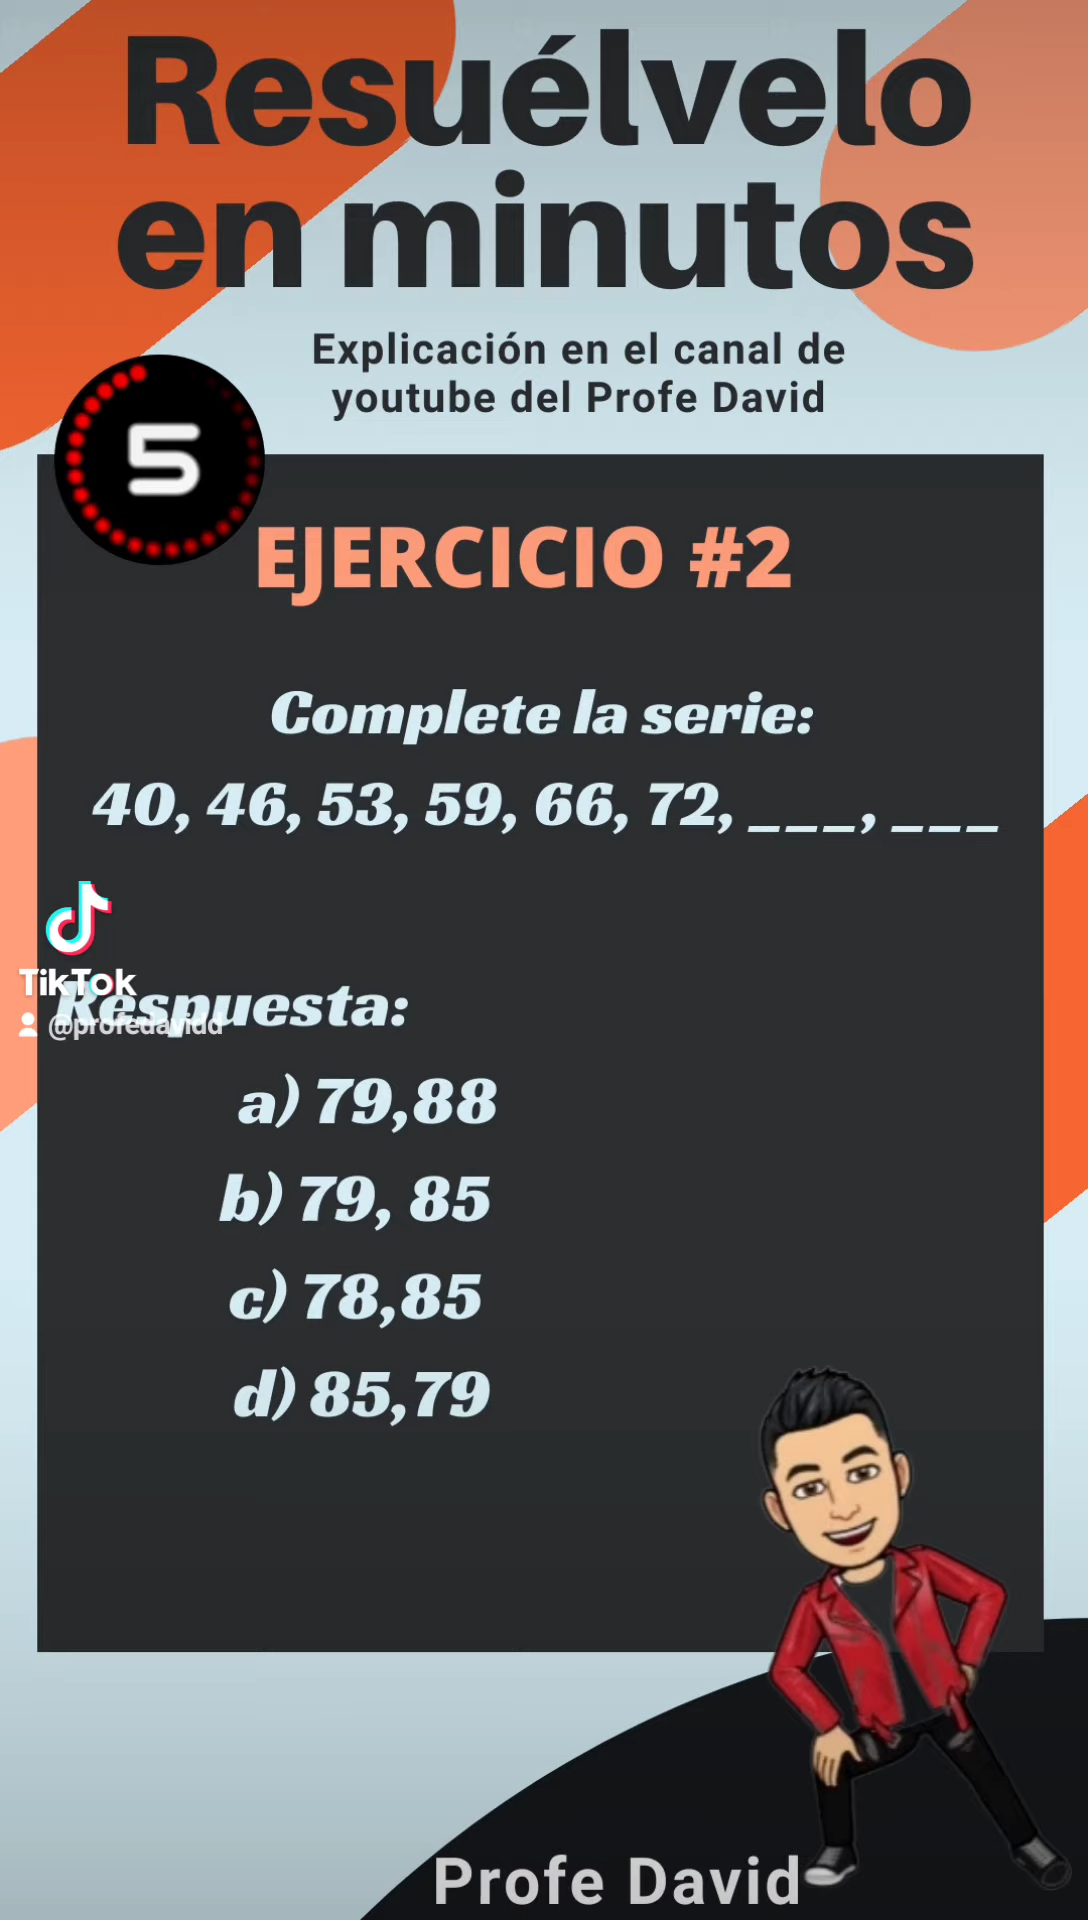 Resuélvelo
en minutos
Explicación en el canal de
youtube del Profe David
5
EJERCICIO #2
Complete la serie:
40, 46, 53, 59, 66, 72, ___, ___
TikTok
Respuesta:
@profedavidd
a) 79,88
b) 79, 85
c) 78,85
d) 85,79
Profe David